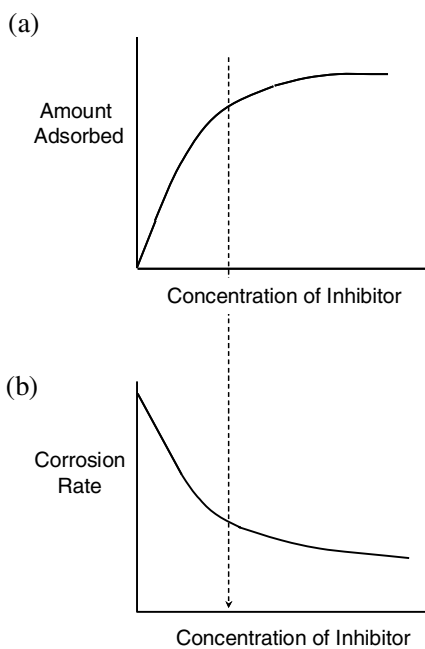 (a)
Amount
Adsorbed
Concentration of Inhibitor
(b)
Corrosion
Rate
Concentration of Inhibitor